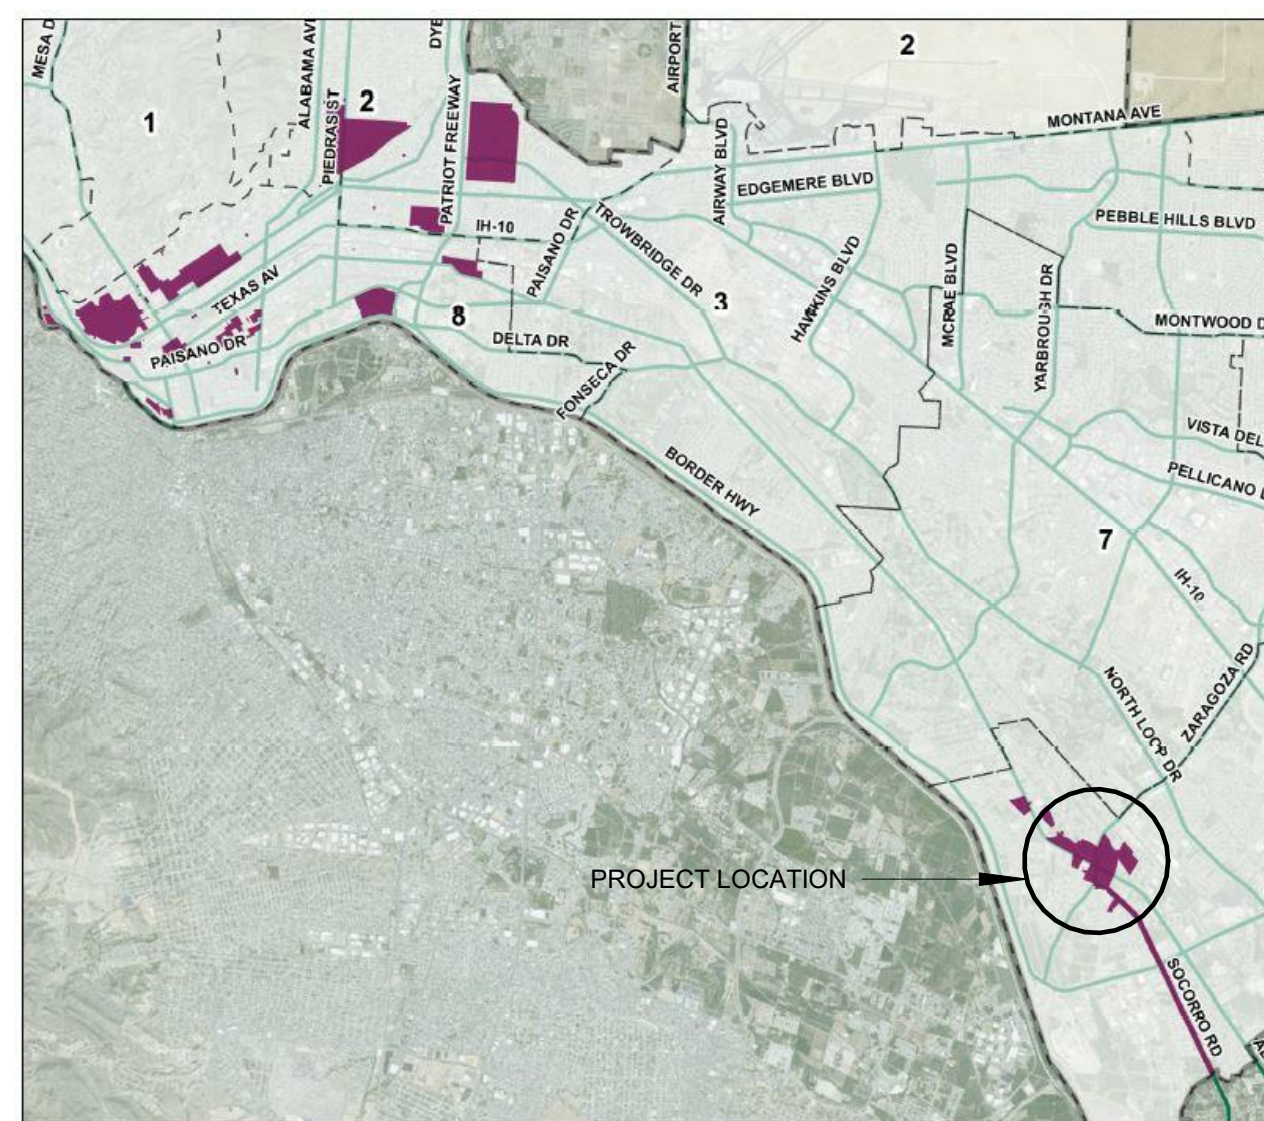 MESA D
ALABAMA AV
DYE
AIRPORT
2
1
2
PIEDRAS ST
PATRIOT FREEWAY
MONTANA AVE
AIRWAY BLVD
EDGEMERE BLVD
PEBBLE HILLS BLVD
IH-10
PAISANO DR
TROWBRIDGE DR
HAWKINS BLVD
MCRAE BLVD
YARBROUGH DR
TEXAS AV
3
8
MONTWOOD D
PAISANO DR
DELTA DR
FONSECA DR
VISTA DEL
BORDER HWY
PELLICANO
7
IH-10
NORTH LOOP DR
ZARAGOZA RD
PROJECT LOCATION
SOCORRO RD